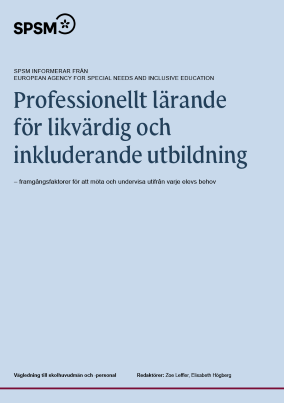 SPSM
SPSM INFORMERAR FRÅN
EUROPEAN AGENCY FOR SPECIAL NEEDS AND INCLUSIVE EDUCATION
Professionellt lärande
för likvärdig och
inkluderande utbildning
– framgångsfaktorer för att möta och undervisa utifrån varje elevs behov
Vägledning till skolhuvudmän och -personal Redaktörer: Zoe Leffler, Elisabeth Högberg